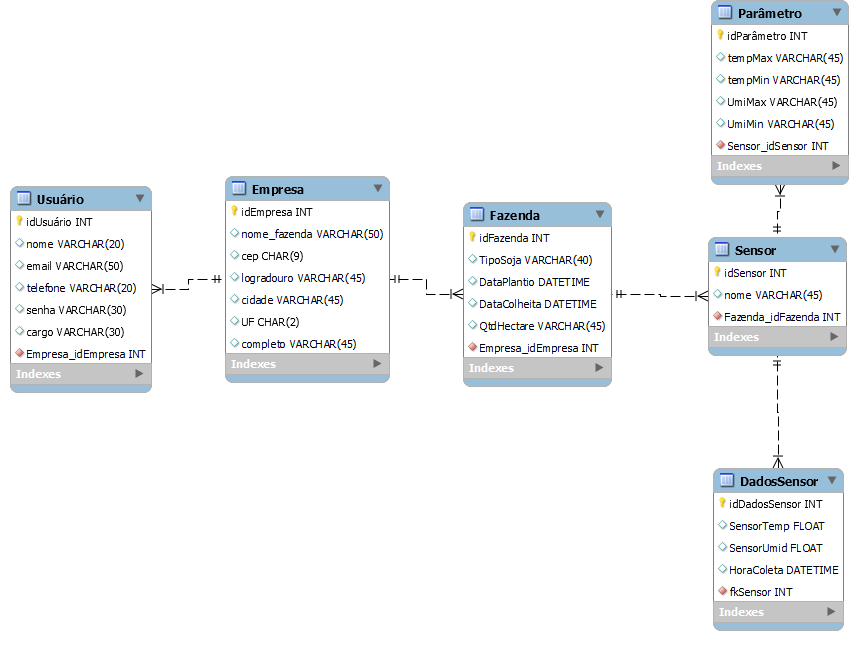 Usuário
idUsuário INT
nome VARCHAR(20)
email VARCHAR(50)
telefone VARCHAR(20)
senha VARCHAR(30)
cargo VARCHAR(30)
Empresa_idEmpresa INT
Indexes
Empresa
idEmpresa INT
nome_fazenda VARCHAR(50)
cep CHAR(9)
logradouro VARCHAR(45)
cidade VARCHAR(45)
UF CHAR(2)
completo VARCHAR(45)
Indexes
Fazenda
idFazenda INT
TipoSoja VARCHAR(40)
DataPlantio DATETIME
DataColheita DATETIME
QtdHectare VARCHAR(45)
Empresa_idEmpresa INT
Indexes
Parâmetro
idParâmetro INT
tempMax VARCHAR(45)
tempMin VARCHAR(45)
UmiMax VARCHAR(45)
UmiMin VARCHAR(45)
Sensor_idSensor INT
Indexes
Sensor
idSensor INT
nome VARCHAR(45)
Fazenda_idFazenda INT
Indexes
DadosSensor
idDadosSensor INT
SensorTemp FLOAT
SensorUmid FLOAT
HoraColeta DATETIME
fkSensor INT
Indexes